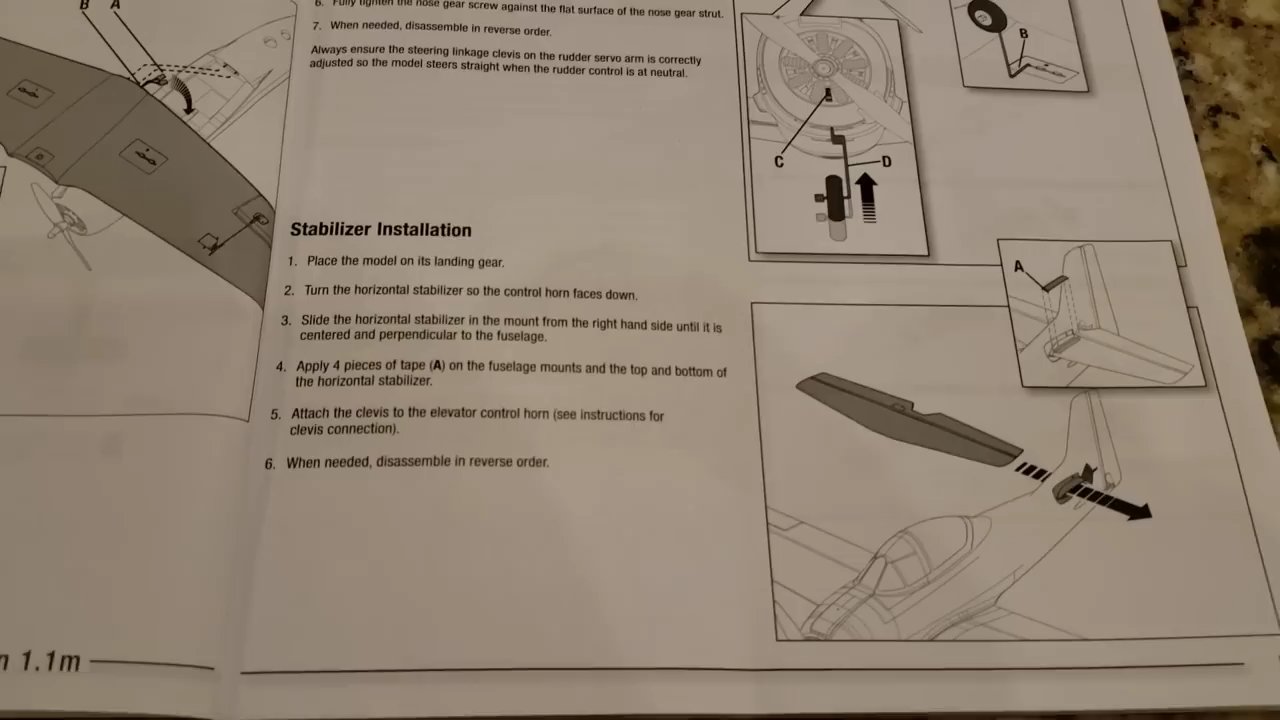 B A
6. Fully tighten the nose gear screw against the flat surface of the nose gear strut.
7. When needed, disassemble in reverse order.
Always ensure the steering linkage clevis on the rudder servo arm is correctly
adjusted so the model steers straight when the rudder control is at neutral.
B
C
D
Stabilizer Installation
1. Place the model on its landing gear.
2. Turn the horizontal stabilizer so the control horn faces down.
3. Slide the horizontal stabilizer in the mount from the right hand side until it is
centered and perpendicular to the fuselage.
4. Apply 4 pieces of tape (A) on the fuselage mounts and the top and bottom of
the horizontal stabilizer.
5. Attach the clevis to the elevator control horn (see instructions for
clevis connection).
6. When needed, disassemble in reverse order.
A
1.1m